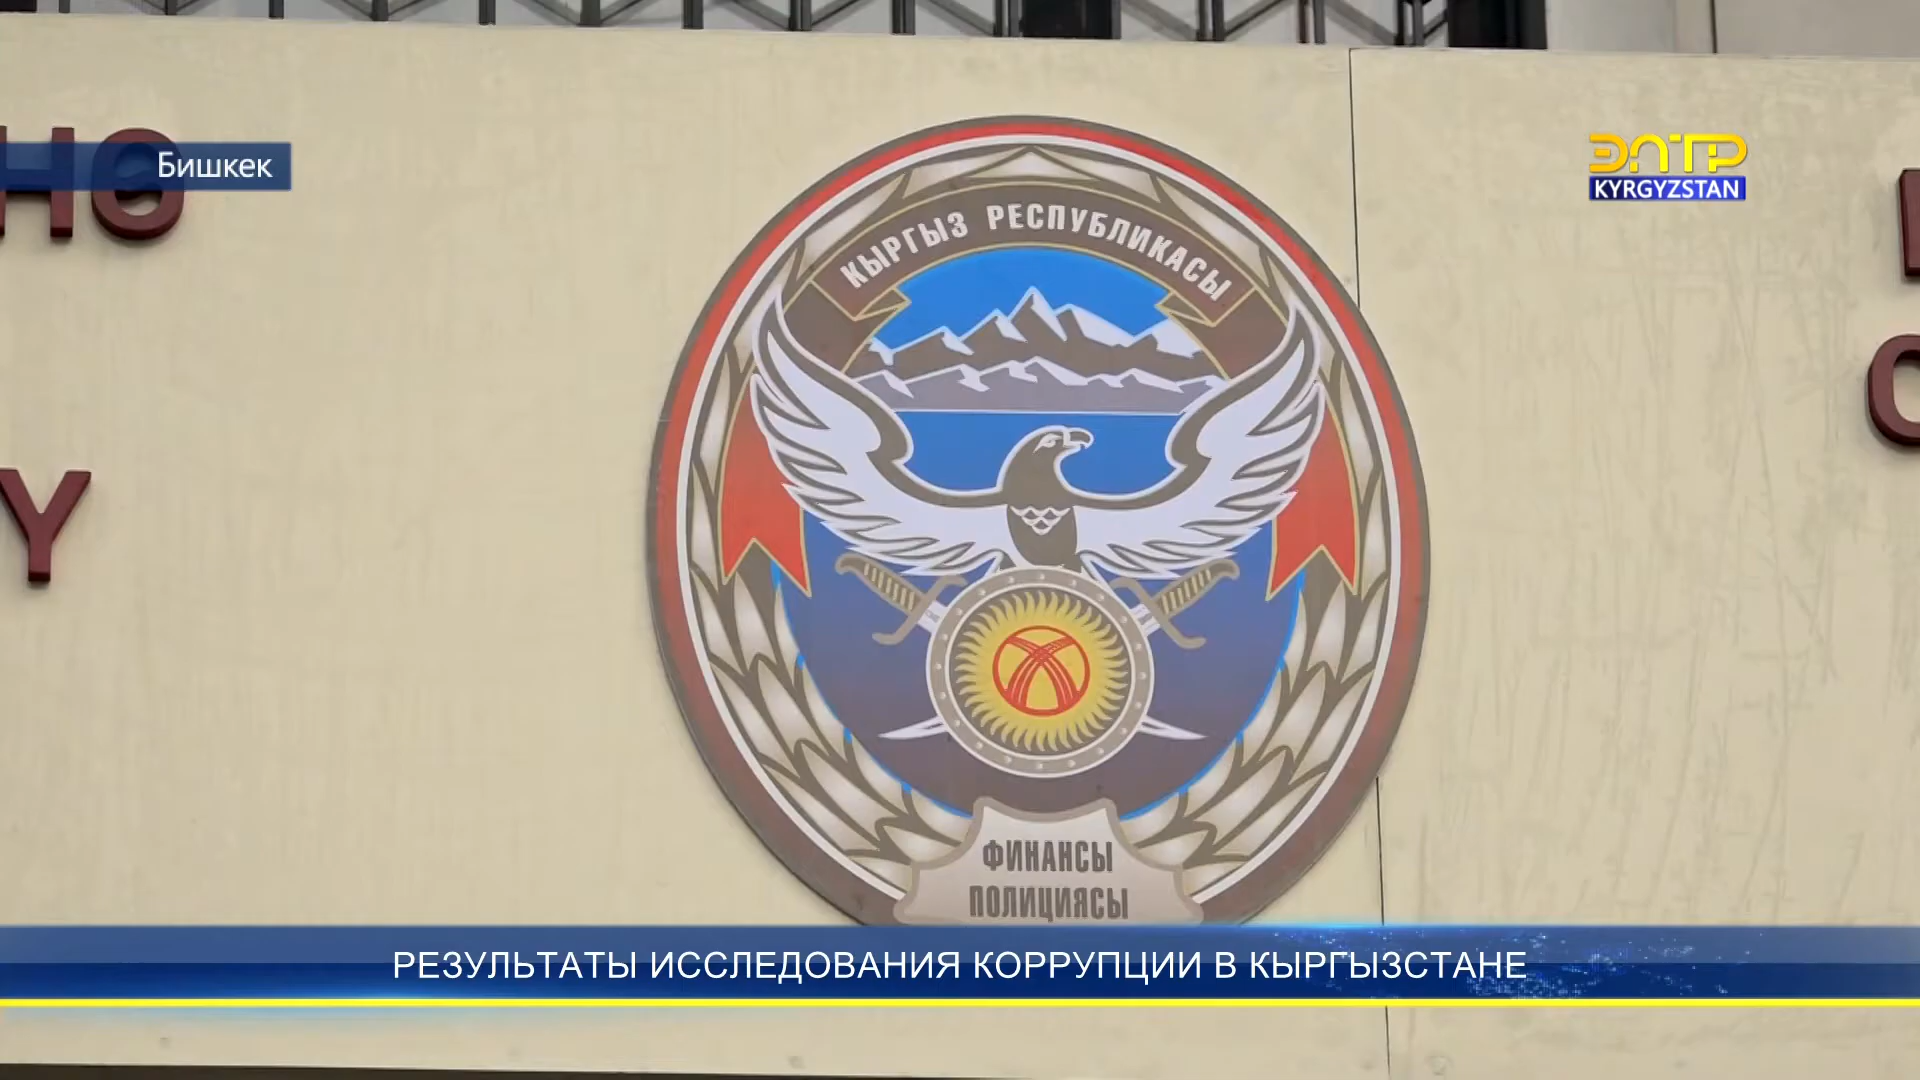 Бишкек
ЭЛТР
KYRGYZSTAN
КЫРГЫЗ РЕСПУБЛИКАСЫ
ФИНАНСЫ
ПОЛИЦИЯСЫ
РЕЗУЛЬТАТЫ ИССЛЕДОВАНИЯ КОРРУПЦИИ В КЫРГЫЗСТАНЕ